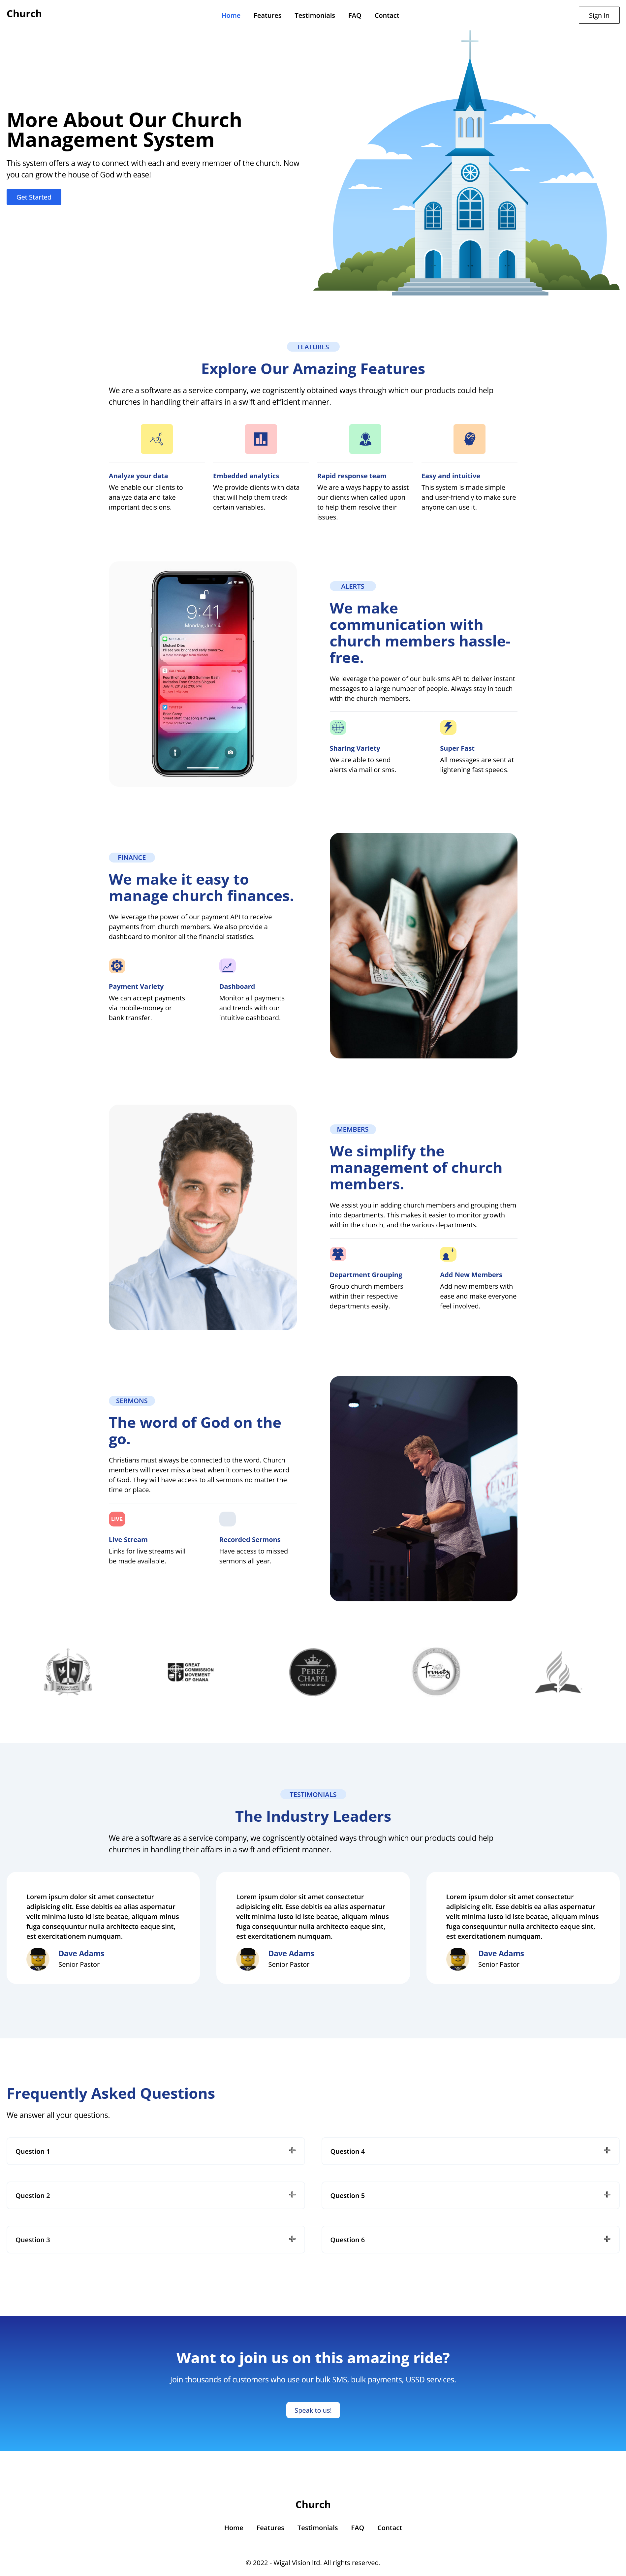 Church
Home Features Testimonials FAQ Contact
Sign in
More About Our Church
Management System
This system offers a way to connect with each and every member of the church. Now
you can grow the house of God with ease!
Get Started
FEATURES
Explore Our Amazing Features
We are a software as a service company, we cogniscently obtained ways through which our products could help
churches in handling their affairs in a swift and efficient manner.
Analyze your data
We enable our clients to
analyze data and take
important decisions.
Embedded analytics
We provide clients with data
that will help them track
certain variables.
Rapid response team
We are always happy to assist
our clients when called upon
to help them resolve their
issues.
Easy and intuitive
This system is made simple
and user-friendly to make sure
anyone can use it.
9:41
Monday, June 4
MESSAGES
Michael Dibs
I'll see you bright and early tomorrow.
CALENDAR
TWITTER
ALERTS
We make
communication with
church members hassle-
free.
We leverage the power of our bulk-sms API to deliver instant
messages to a large number of people. Always stay in touch
with the church members.
Sharing Variety
We are able to send
alerts via mail or sms.
Super Fast
All messages are sent at
lightening fast speeds.
FINANCE
We make it easy to
manage church finances.
We leverage the power of our payment API to receive
payments from church members. We also provide a
dashboard to monitor all the financial statistics.
Payment Variety
We can accept payments
via mobile-money or
bank transfer.
Dashboard
Monitor all payments
and trends with our
intuitive dashboard.
MEMBERS
We simplify the
management of church
members.
We assist you in adding church members and grouping them
into departments. This makes it easier to monitor growth
within the church, and the various departments.
Department Grouping
Group church members
within their respective
departments easily.
Add New Members
Add new members with
ease and make everyone
feel involved.
SERMONS
The word of God on the
go.
Christians must always be connected to the word. Church
members will never miss a beat when it comes to the word
of God. They will have access to all sermons no matter the
time or place.
LIVE
Live Stream
Links for live streams will
be made available.
Recorded Sermons
Have access to missed
sermons all year.
GREAT
COMMISSION
MOVEMENT
OF GHANA
PEREZ
CHAPEL
INTERNATIONAL
Trinity
TESTIMONIALS
The Industry Leaders
We are a software as a service company, we cogniscently obtained ways through which our products could help
churches in handling their affairs in a swift and efficient manner.
Lorem ipsum dolor sit amet consectetur
adipisicing elit. Esse debitis ea alias aspernatur
velit minima iusto id iste beatae, aliquam minus
fuga consequuntur nulla architecto eaque sint,
est exercitationem numquam.
Dave Adams
Senior Pastor
Lorem ipsum dolor sit amet consectetur
adipisicing elit. Esse debitis ea alias aspernatur
velit minima iusto id iste beatae, aliquam minus
fuga consequuntur nulla architecto eaque sint,
est exercitationem numquam.
Dave Adams
Senior Pastor
Lorem ipsum dolor sit amet consectetur
adipisicing elit. Esse debitis ea alias aspernatur
velit minima iusto id iste beatae, aliquam minus
fuga consequuntur nulla architecto eaque sint,
est exercitationem numquam.
Dave Adams
Senior Pastor
Frequently Asked Questions
We answer all your questions.
Question 1
Question 4
Question 2
Question 5
Question 3
Question 6
Want to join us on this amazing ride?
Join thousands of customers who use our bulk SMS, bulk payments, USSD services.
Speak to us!
Church
Home Features Testimonials FAQ Contact
© 2022 - Wigal Vision ltd. All rights reserved.